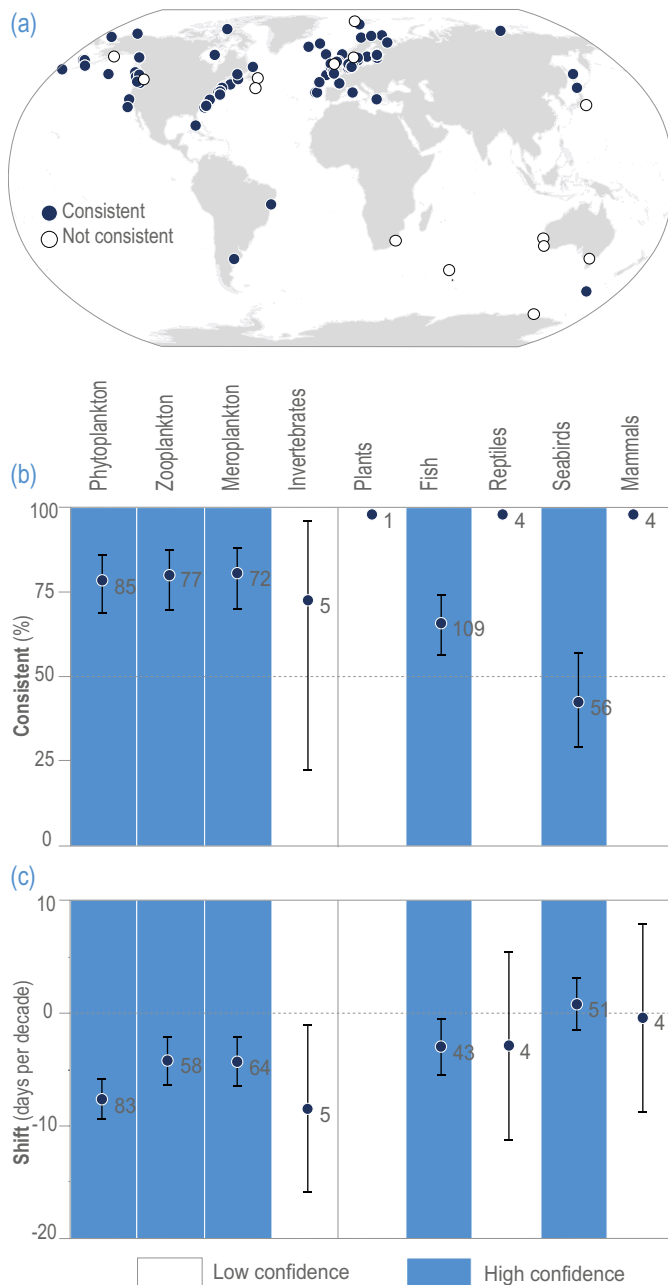 (a)
Consistent
Not consistent
Phytoplankton
Zooplankton
Meroplankton
Invertebrates
Plants
Fish
Reptiles
Seabirds
Mammals
(b)
Consistent (%)
100
75
50
25
0
85
77
72
5
1
109
4
56
4
(c)
Shift (days per decade)
10
0
-10
-20
83
58
64
5
43
4
51
4
Low confidence
High confidence